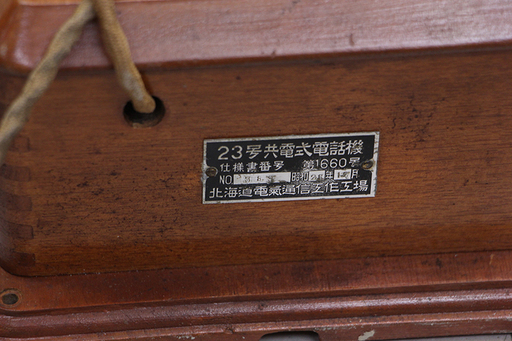 23号共電式電話機
仕様書番号 第1660号
NO. 昭和 年 月
北海道電氣通信工作工場